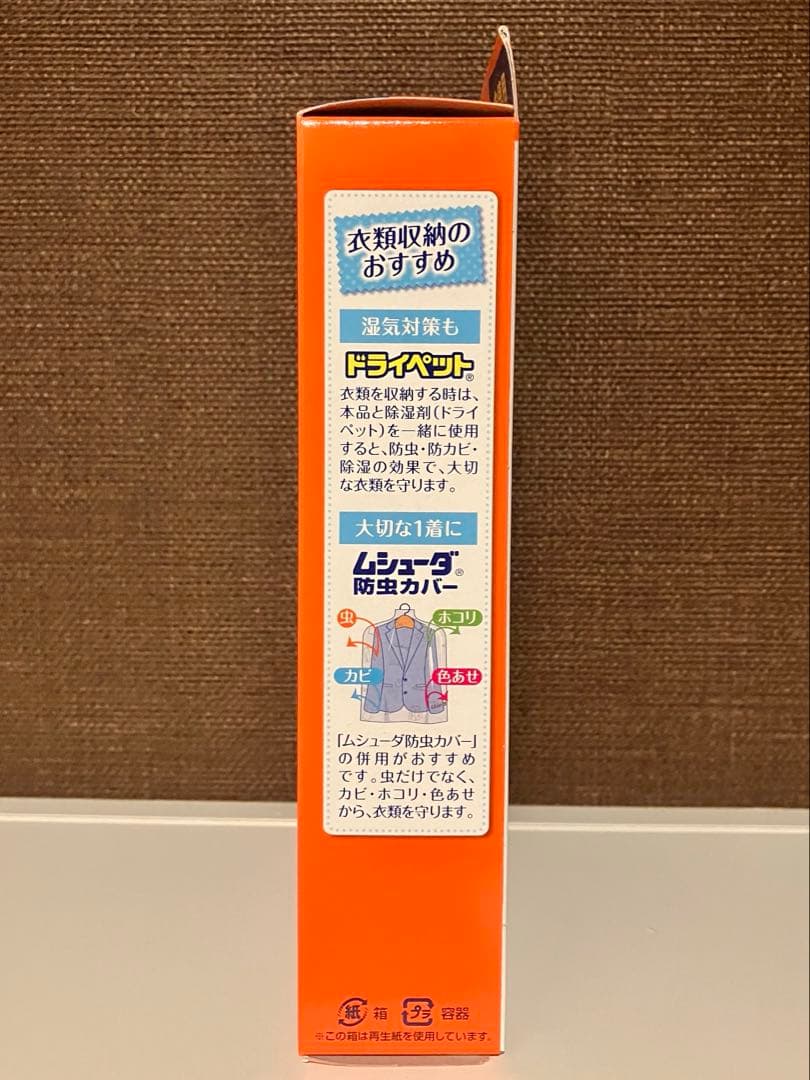 衣類収納の
おすすめ
湿気対策も
ドライペット®
衣類を収納する時は、
本品と除湿剤(ドライ
ペット)を一緒に使用
すると、防虫・防カビ・
除湿の効果で、大切
な衣類を守ります。
大切な1着に
ムシューダ®
防虫カバー
虫
ホコリ
カビ
色あせ
「ムシューダ防虫カバー」
の併用がおすすめ
です。虫だけでなく、
カビ・ホコリ・色あせ
から、衣類を守ります。
紙 箱 プラ 容器
※この箱は再生紙を使用しています。